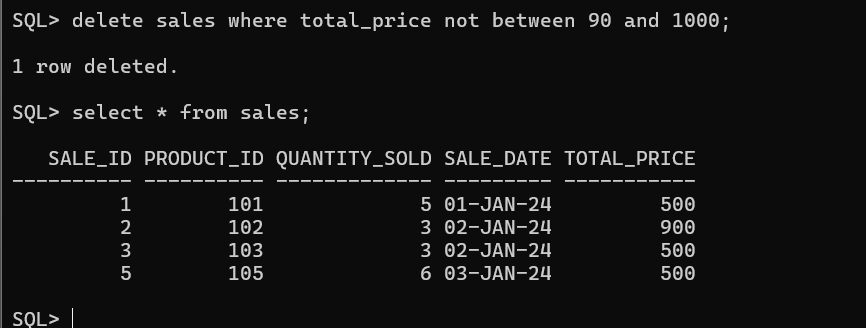 SQL> delete sales where total_price not between 90 and 1000;
1 row deleted.
SQL> select * from sales;
   SALE_ID PRODUCT_ID QUANTITY_SOLD SALE_DATE TOTAL_PRICE
---------- ---------- ------------- --------- -----------
         1        101             5 01-JAN-24         500
         2        102             3 02-JAN-24         900
         3        103             3 02-JAN-24         500
         5        105             6 03-JAN-24         500
SQL>